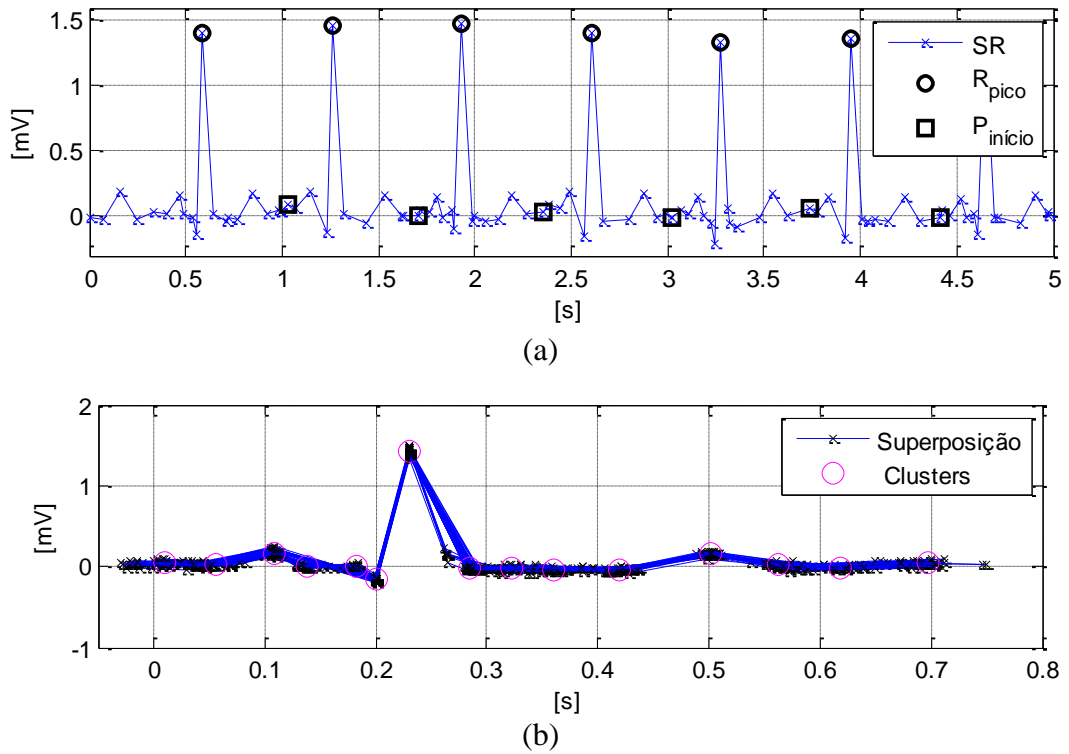 1.5
1
0.5
0
[mV]
SR
R_pico
P_início
0 0.5 1 1.5 2 2.5 3 3.5 4 4.5 5
[s]
(a)
2
1
0
-1
[mV]
Superposição
Clusters
0 0.1 0.2 0.3 0.4 0.5 0.6 0.7 0.8
[s]
(b)